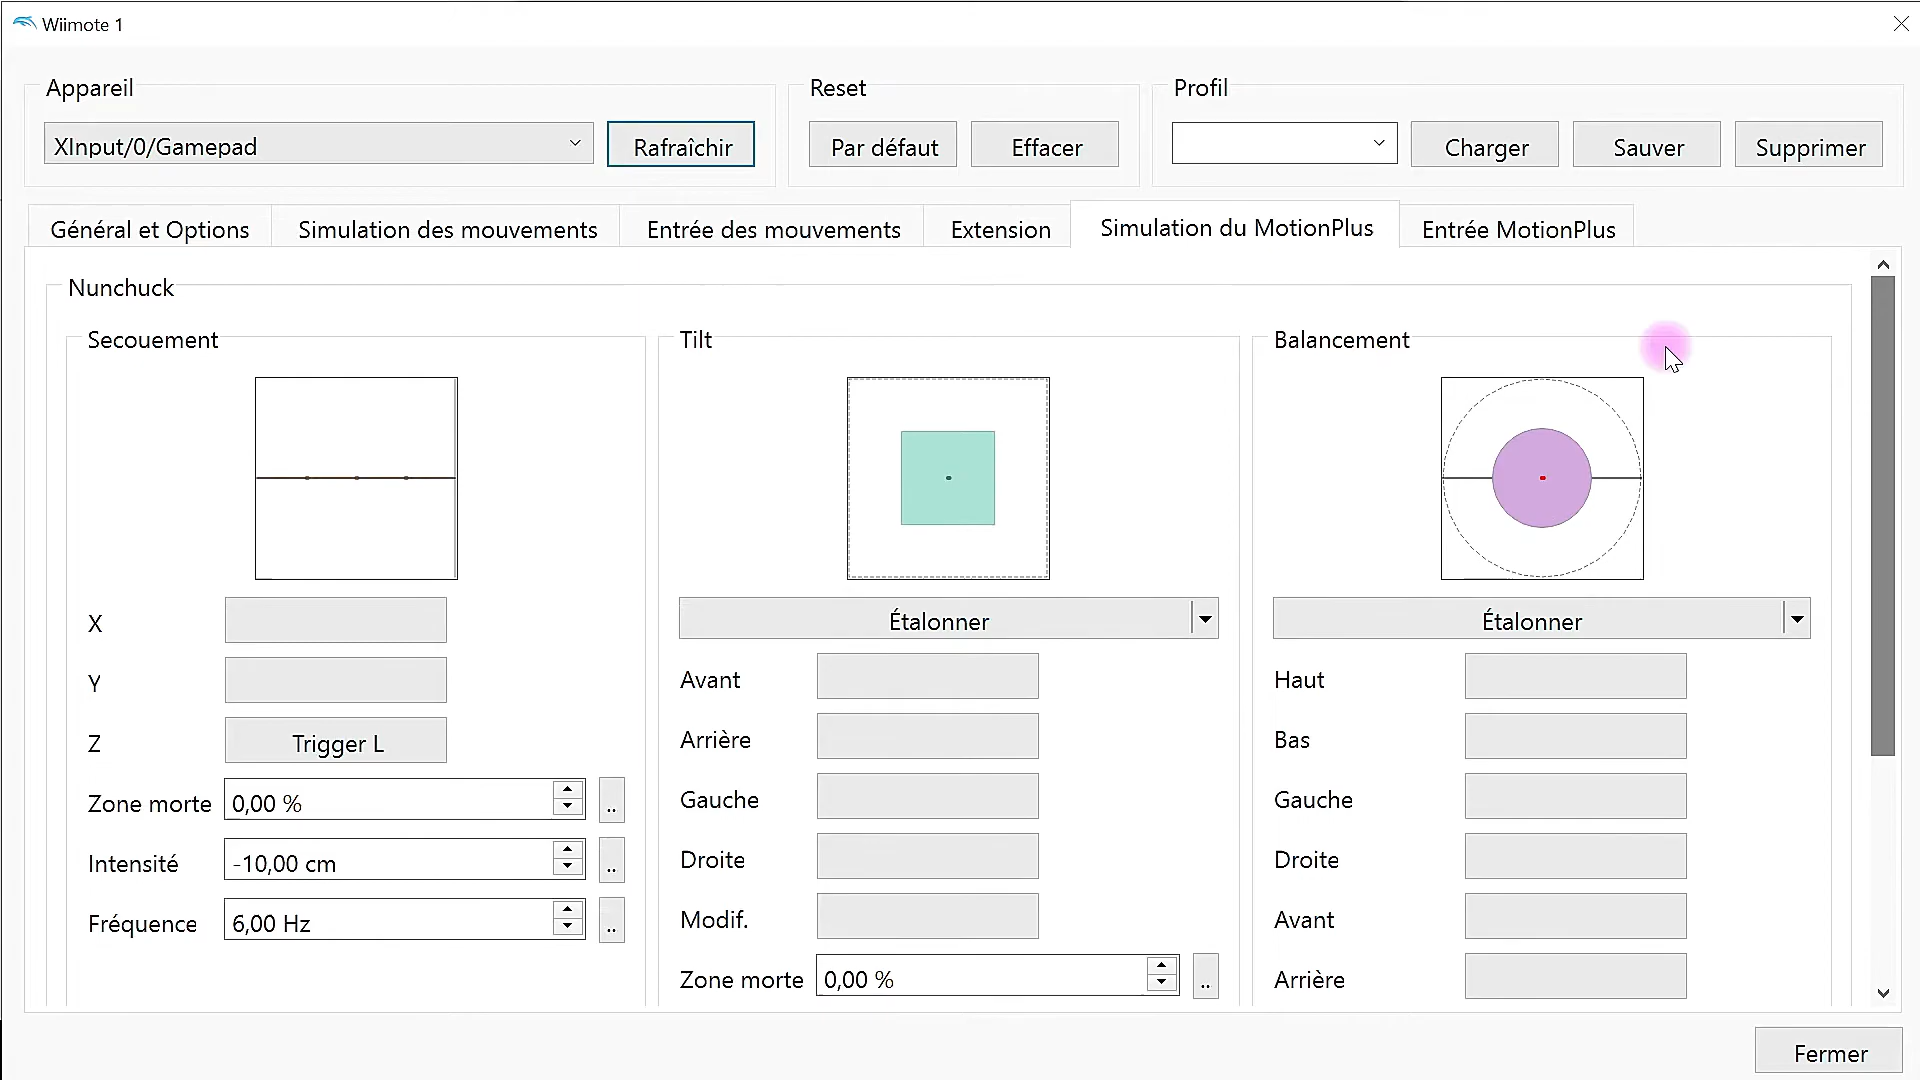 Wiimote 1
Appareil
Reset
Profil
XInput/0/Gamepad
Rafraîchir
Par défaut
Effacer
Charger
Sauver
Supprimer
Général et Options
Simulation des mouvements
Entrée des mouvements
Extension
Simulation du MotionPlus
Entrée MotionPlus
Nunchuck
Secouement
X
Y
Z
Trigger L
Zone morte
0,00 %
..
Intensité
-10,00 cm
..
Fréquence
6,00 Hz
..
Tilt
Étalonner
Avant
Arrière
Gauche
Droite
Modif.
Zone morte
0,00 %
..
Balancement
Étalonner
Haut
Bas
Gauche
Droite
Avant
Arrière
Fermer